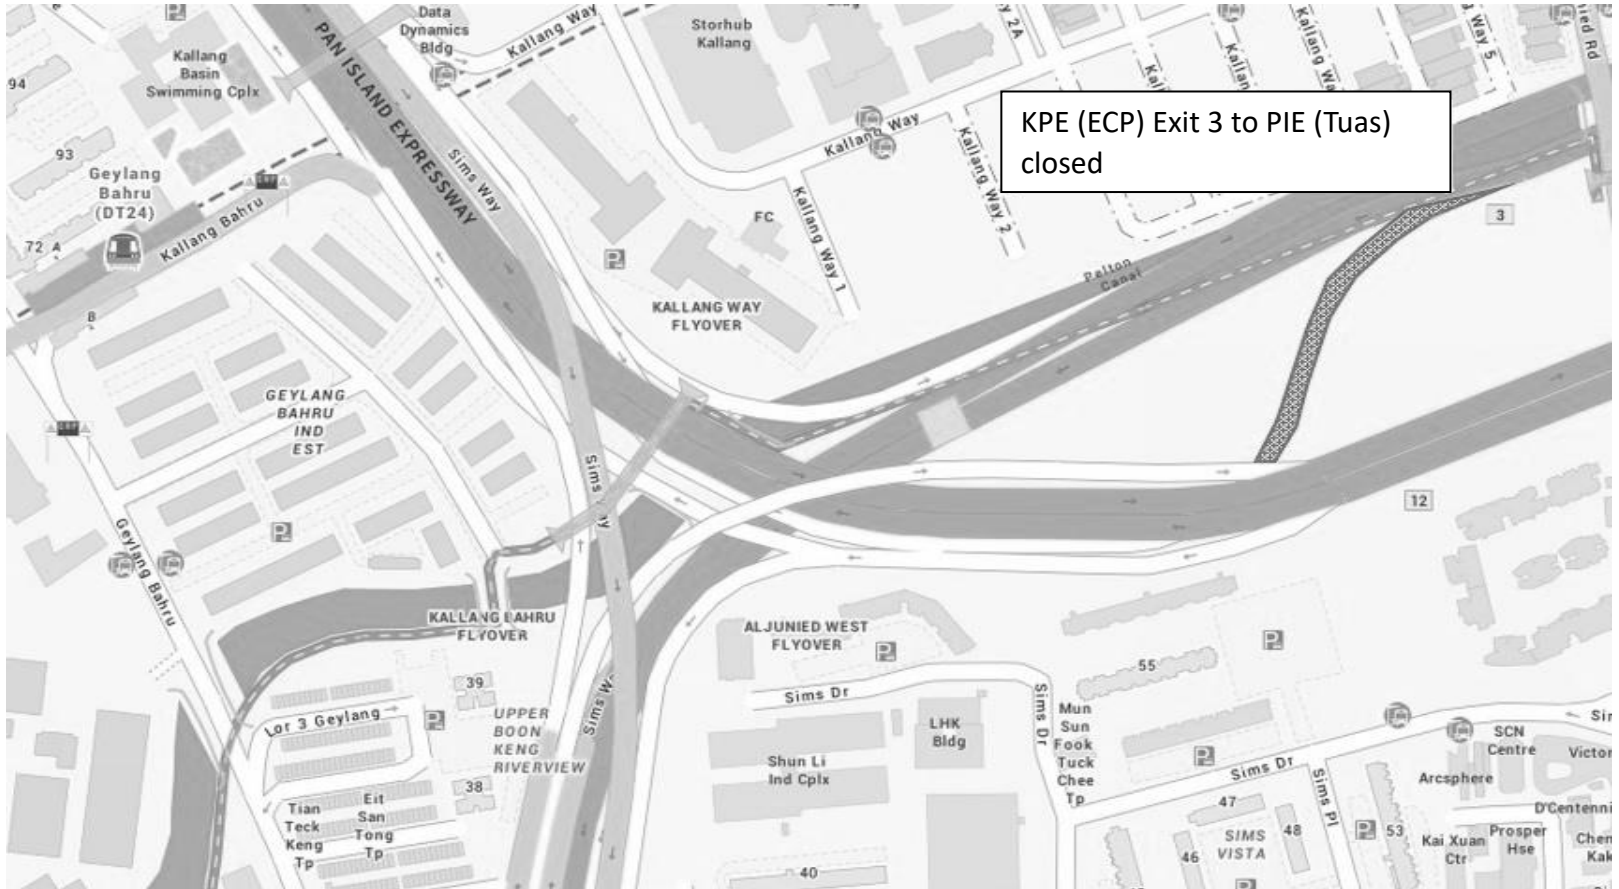 Data
Dynamics
Bldg
Kallang Way
Storhub
Kallang
Kallang
Basin
Swimming Cplx
PAN ISLAND EXPRESSWAY
94
93
Geylang
Bahru
(DT24)
72 A
B
Kallang Bahru
ERP
Sims Way
FC
P
Kallang Way
Kallang Way 1
Kallang Way 2
KPE (ECP) Exit 3 to PIE (Tuas)
closed
3
Pelton
Canal
KALLANG WAY
FLYOVER
GEYLANG
BAHRU
IND
EST
ERP
Geylang Bahru
P
12
KALLANG BAHRU
FLYOVER
ALJUNIED WEST
FLYOVER
P
P
55
39
Lor 3 Geylang
P
UPPER
BOON
KENG
RIVERVIEW
38
Sims Dr
Sims Dr
LHK
Bldg
Shun Li
Ind Cplx
Mun
Sun
Fook
Tuck
Chee
Tp
P
Sims Dr
SCN
Centre
Arcsphere
Tian
Teck
Keng
Tp
Eit
San
Tong
Tp
40
47
48
46
SIMS
VISTA
Sims Pl
P
53
Kai Xuan
Ctr
Prosper
Hse
P